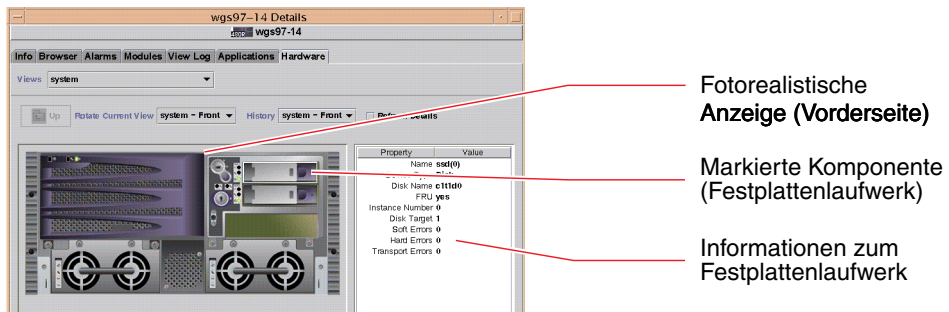 wgs97–14 Details
480R wgs97-14
Info Browser Alarms Modules View Log Applications Hardware
Views system
Up Rotate Current View system – Front History system – Front Details
Property Value
Name ssd(0)
Disk
Disk Name c1t1d0
FRU yes
Instance Number 0
Disk Target 1
Soft Errors 0
Hard Errors 0
Transport Errors 0
Fotorealistische
Anzeige (Vorderseite)
Markierte Komponente
(Festplattenlaufwerk)
Informationen zum
Festplattenlaufwerk